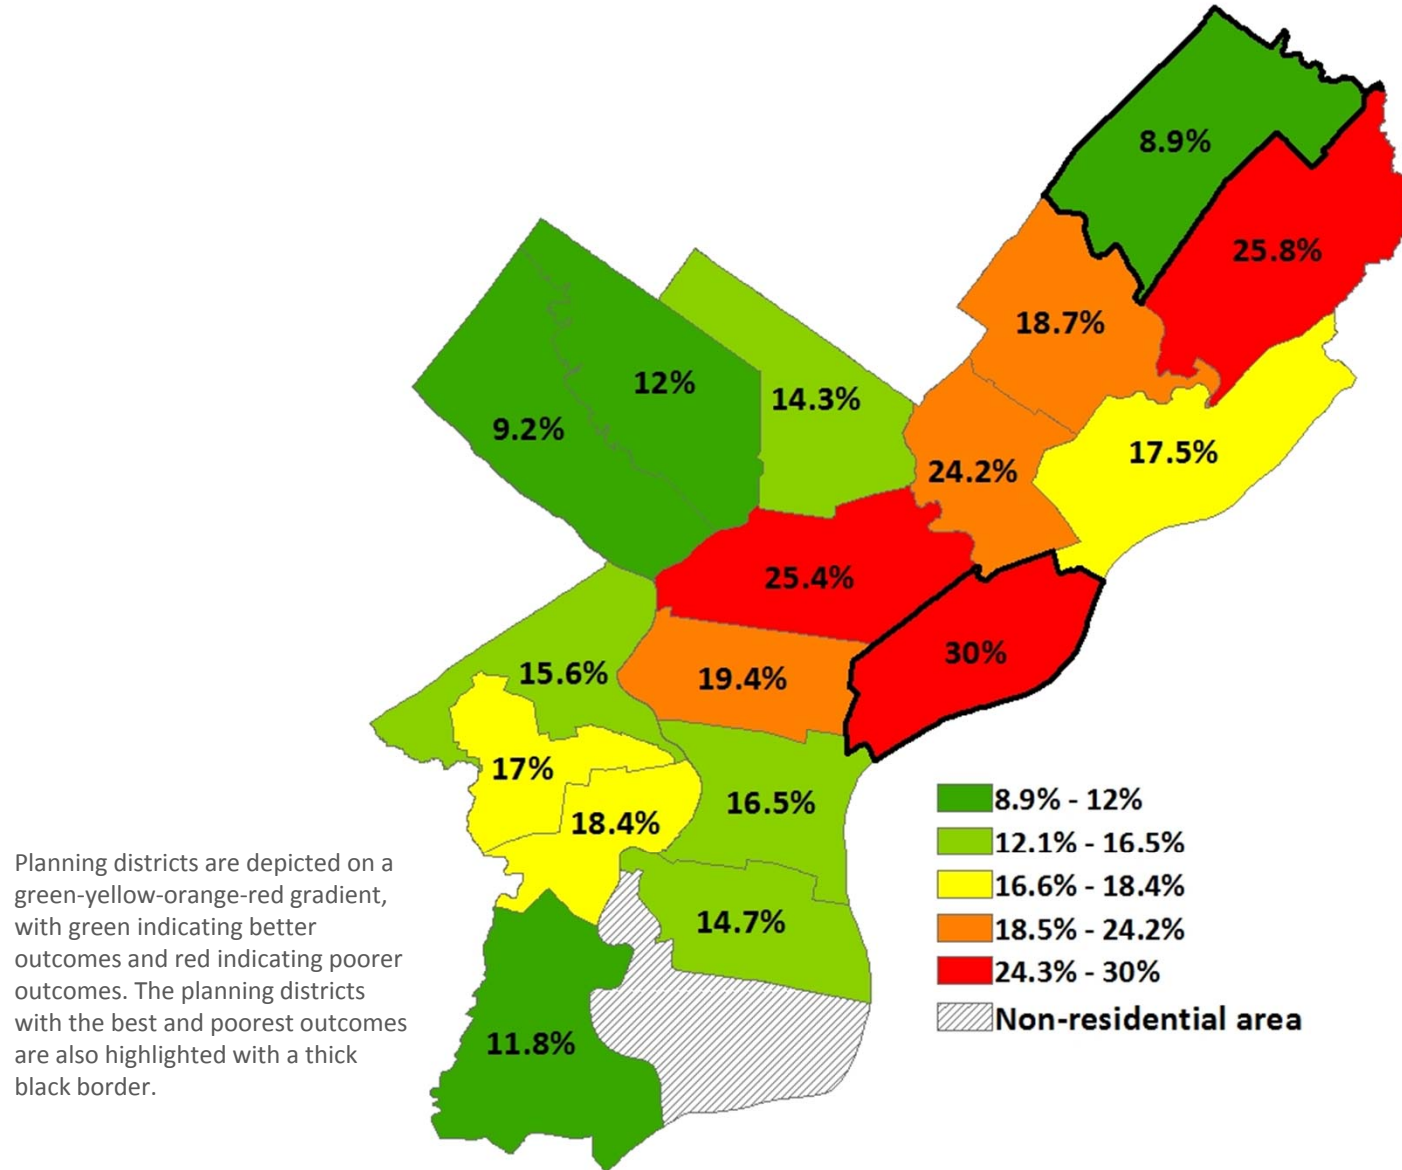 8.9%
25.8%
18.7%
12%
14.3%
9.2%
24.2%
17.5%
25.4%
30%
15.6%
19.4%
17%
16.5%
18.4%
14.7%
11.8%
8.9% - 12%
12.1% - 16.5%
16.6% - 18.4%
18.5% - 24.2%
24.3% - 30%
Non-residential area
Planning districts are depicted on a
green-yellow-orange-red gradient,
with green indicating better
outcomes and red indicating poorer
outcomes. The planning districts
with the best and poorest outcomes
are also highlighted with a thick
black border.